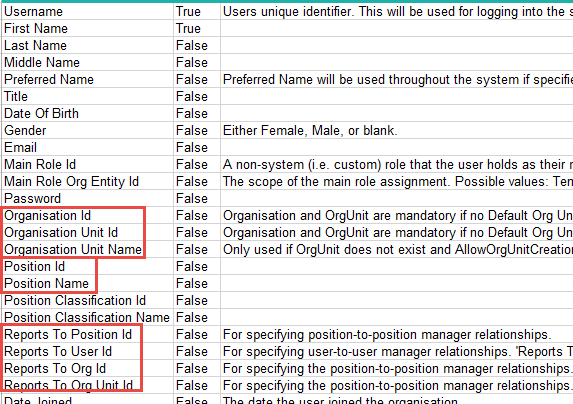 Username True Users unique identifier. This will be used for logging into the s
First Name True
Last Name False
Middle Name False
Preferred Name False Preferred Name will be used throughout the system if specifie
Title False
Date Of Birth False
Gender False Either Female, Male, or blank.
Email False
Main Role Id False A non-system (i.e. custom) role that the user holds as their r
Main Role Org Entity Id False The scope of the main role assignment. Possible values: Ten
Password False
Organisation Id False Organisation and OrgUnit are mandatory if no Default Org Un
Organisation Unit Id False Organisation and OrgUnit are mandatory if no Default Org Un
Organisation Unit Name False Only used if OrgUnit does not exist and AllowOrgUnitCreation
Position Id False
Position Name False
Position Classification Id False
Position Classification Name False
Reports To Position Id False For specifying position-to-position manager relationships.
Reports To User Id False For specifying user-to-user manager relationships. 'Reports T
Reports To Org Id False For specifying the position-to-position manager relationships.
Reports To Org Unit Id False For specifying the position-to-position manager relationships.
Date Joined False The date the user joined the organisation